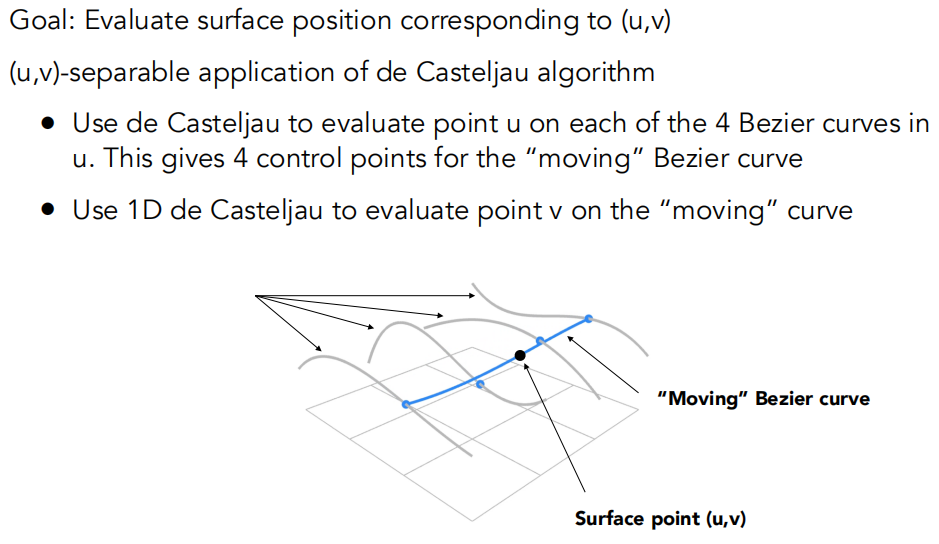 Goal: Evaluate surface position corresponding to (u,v)
(u,v)-separable application of de Casteljau algorithm
● Use de Casteljau to evaluate point u on each of the 4 Bezier curves in
u. This gives 4 control points for the “moving” Bezier curve
● Use 1D de Casteljau to evaluate point v on the “moving” curve
“Moving” Bezier curve
Surface point (u,v)